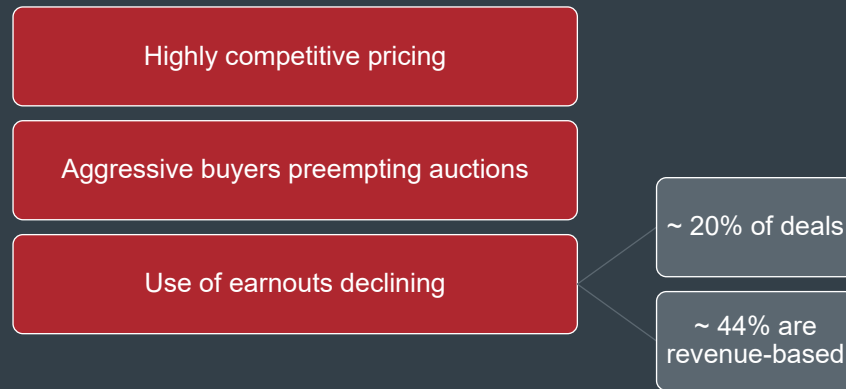 Highly competitive pricing
Aggressive buyers preempting auctions
Use of earnouts declining
~ 20% of deals
~ 44% are
revenue-based